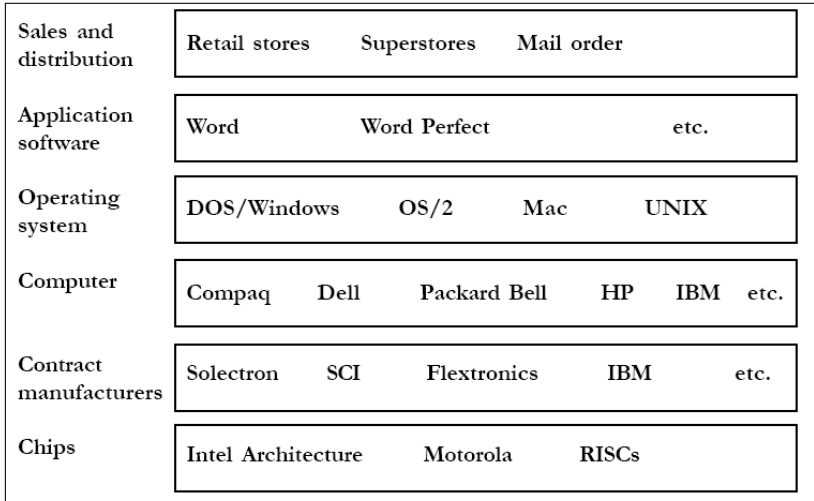 Sales and
distribution
Retail stores Superstores Mail order
Application
software
Word Word Perfect etc.
Operating
system
DOS/Windows OS/2 Mac UNIX
Computer
Compaq Dell Packard Bell HP IBM etc.
Contract
manufacturers
Solectron SCI Flextronics IBM etc.
Chips
Intel Architecture Motorola RISCs